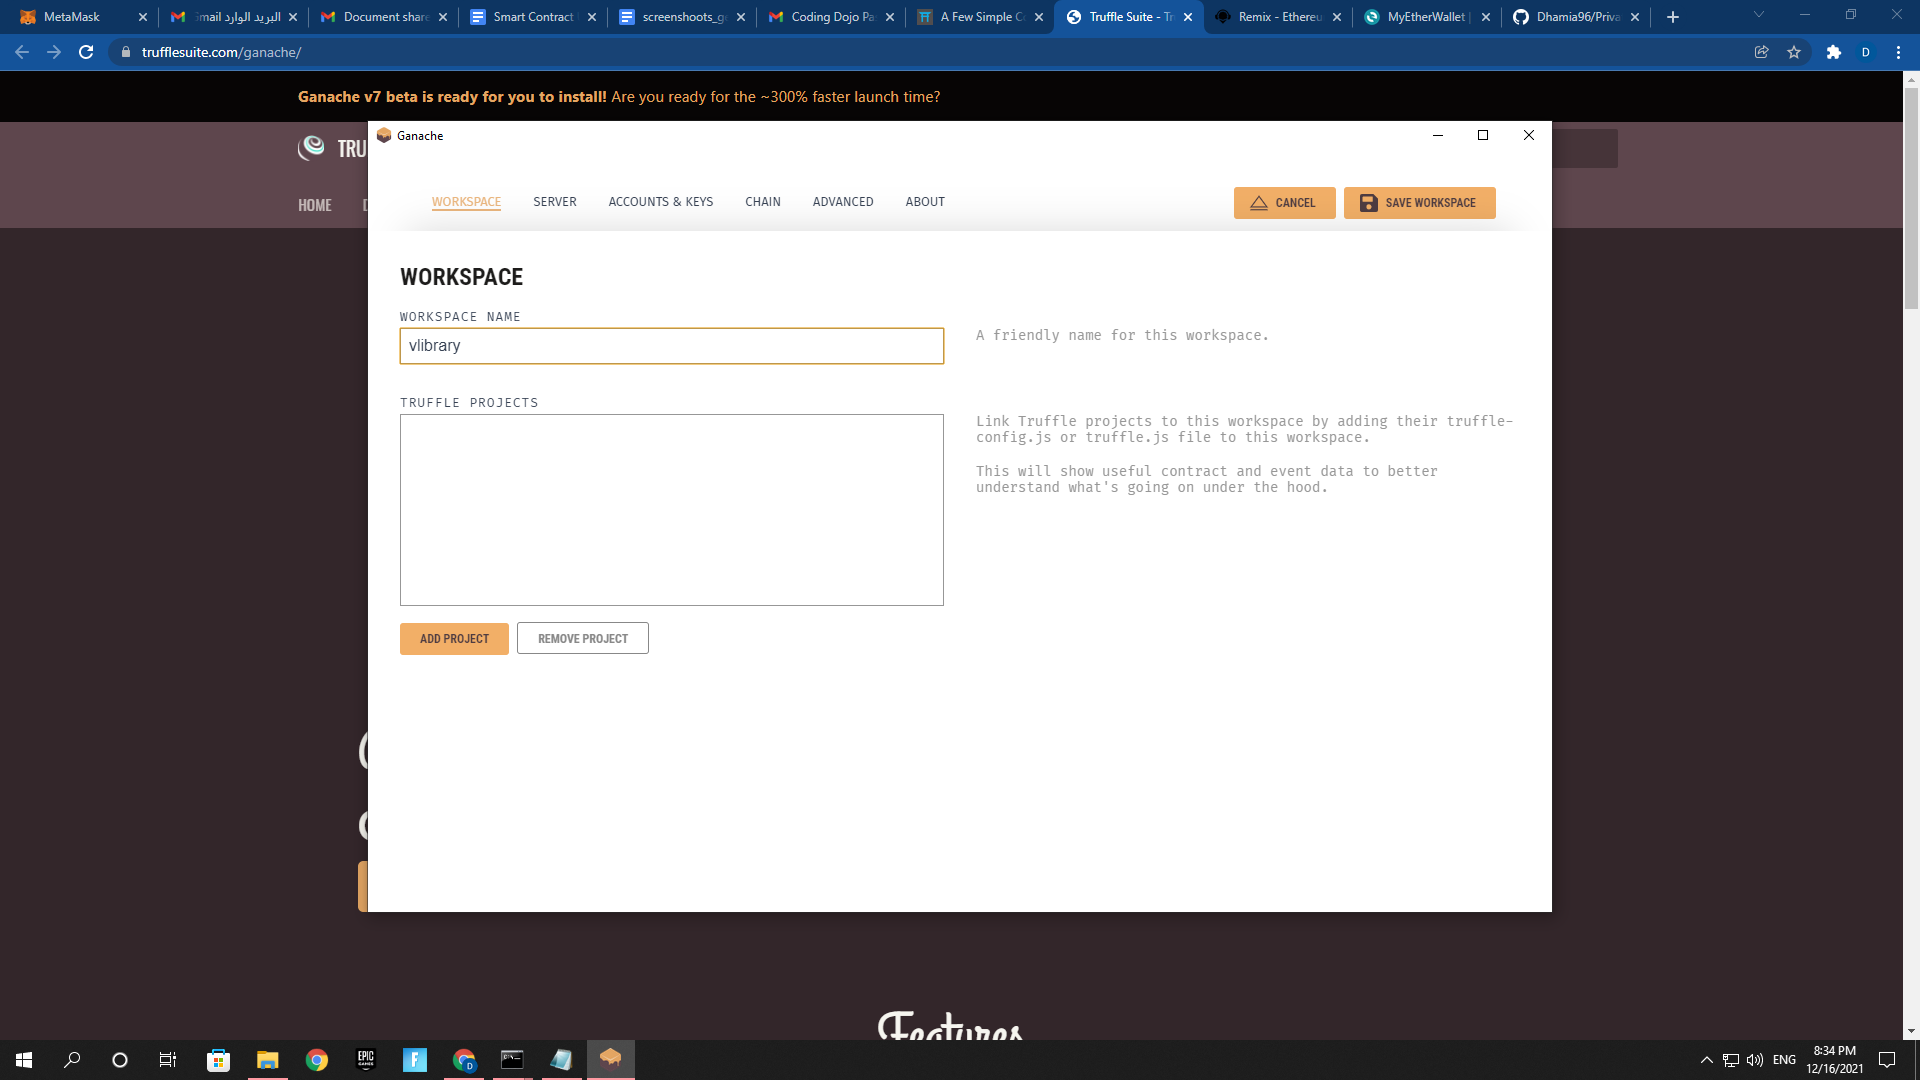 MetaMask
Gmail البريد الوارد
Document share
Smart Contract
screenshoots_g
Coding Dojo Pa
A Few Simple C
Truffle Suite - Tr
Remix - Ethereu
MyEtherWallet |
Dhamia96/Priva
trufflesuite.com/ganache/
D
Ganache v7 beta is ready for you to install! Are you ready for the ~300% faster launch time?
TRU
HOME
Ganache
WORKSPACE
SERVER
ACCOUNTS & KEYS
CHAIN
ADVANCED
ABOUT
CANCEL
SAVE WORKSPACE
WORKSPACE
WORKSPACE NAME
vlibrary
A friendly name for this workspace.
TRUFFLE PROJECTS
Link Truffle projects to this workspace by adding their truffle-
config.js or truffle.js file to this workspace.
This will show useful contract and event data to better
understand what's going on under the hood.
ADD PROJECT
REMOVE PROJECT
Features
EPIC
GAMES
F
D
ENG
8:34 PM
12/16/2021